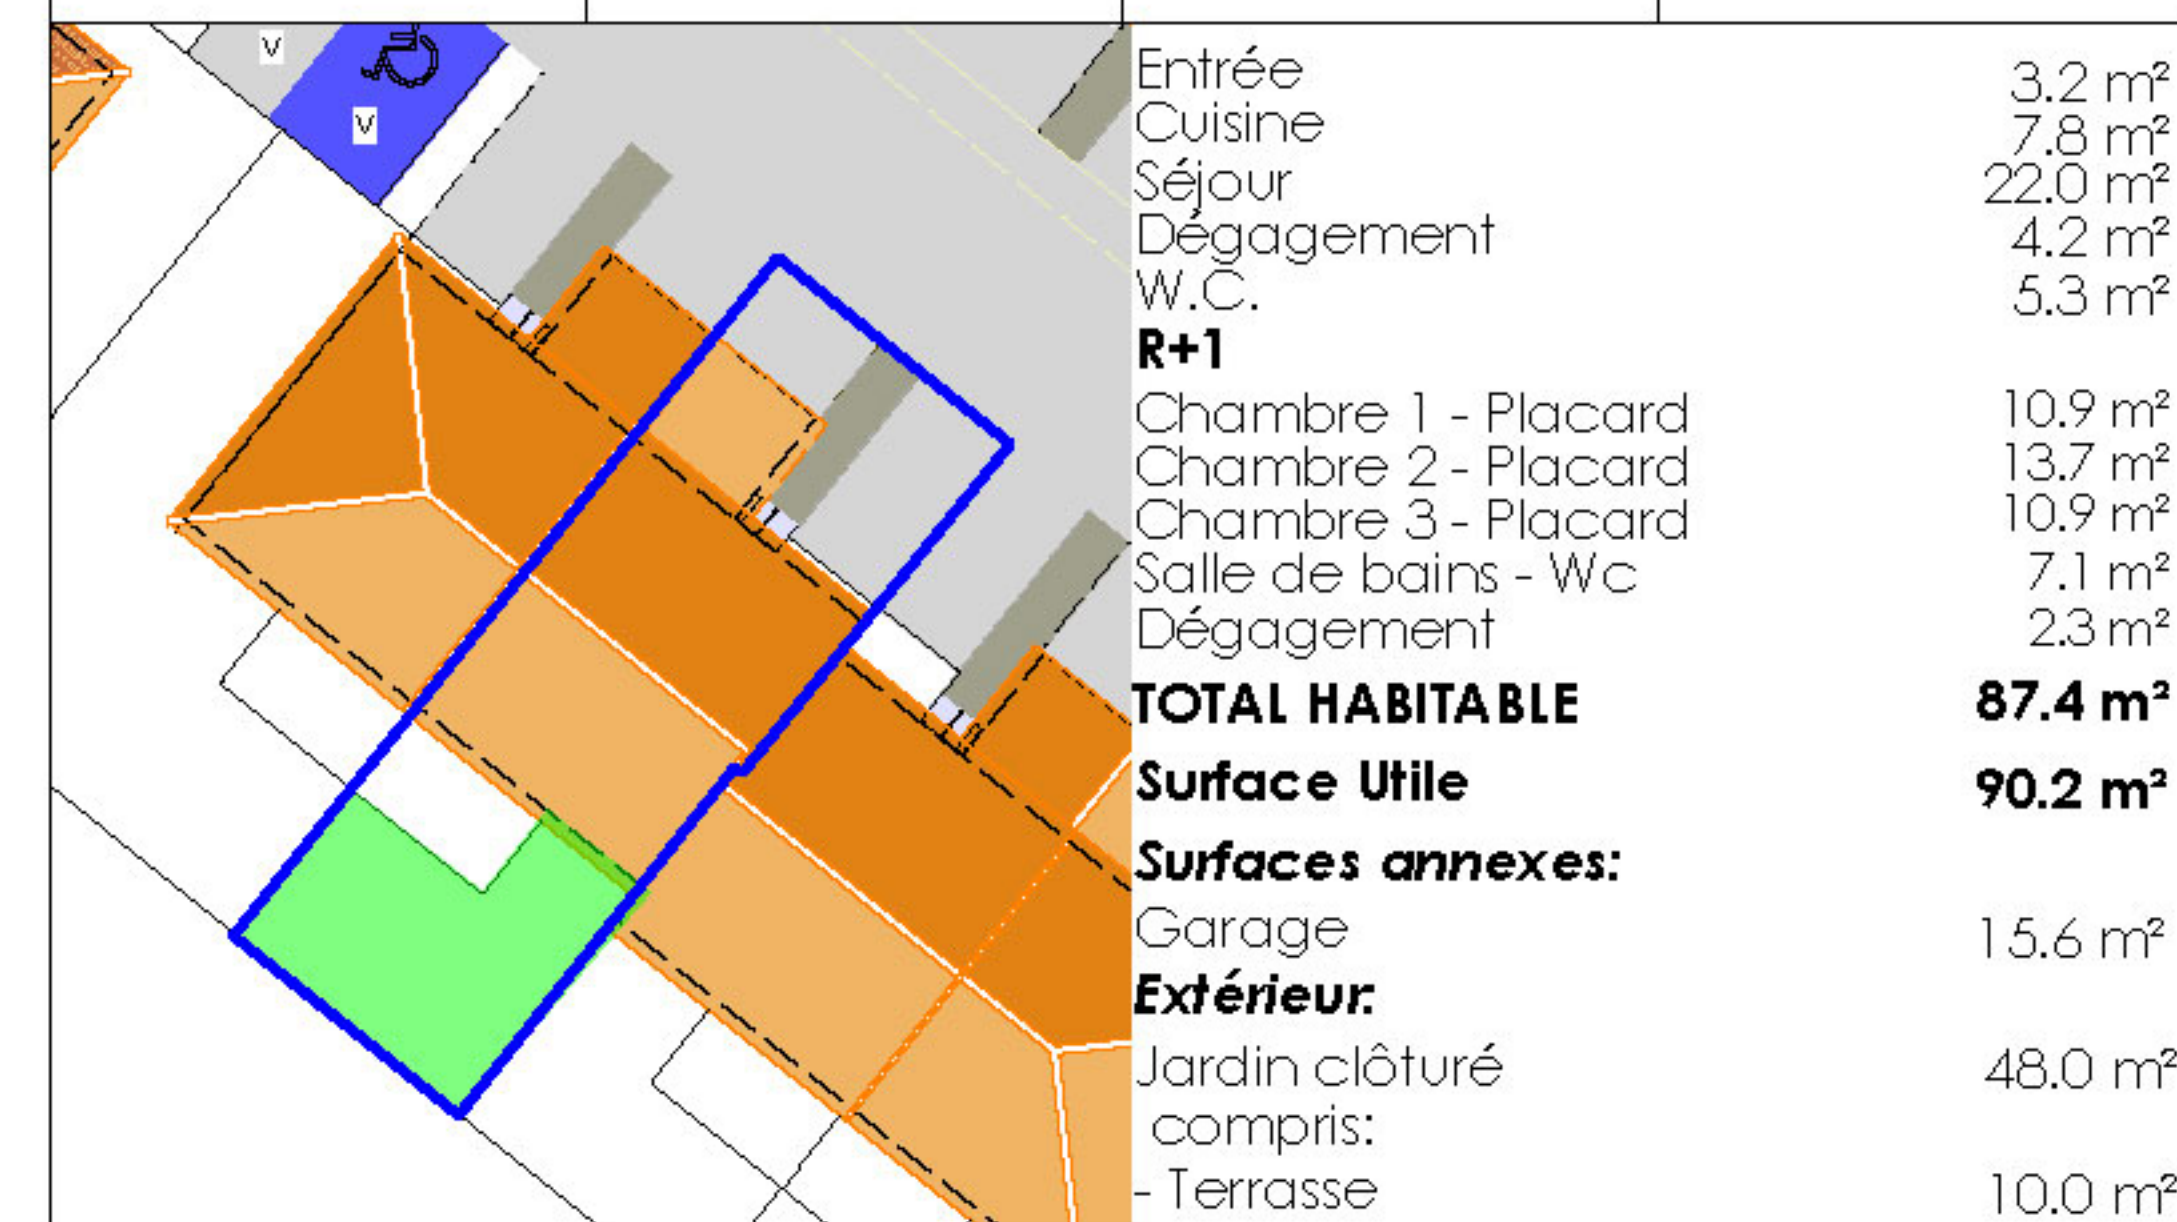 V
V
Entrée 3.2 m²
Cuisine 7.8 m²
Séjour 22.0 m²
Dégagement 4.2 m²
W.C. 5.3 m²
R+1
Chambre 1 - Placard 10.9 m²
Chambre 2 - Placard 13.7 m²
Chambre 3 - Placard 10.9 m²
Salle de bains - Wc 7.1 m²
Dégagement 2.3 m²
TOTAL HABITABLE 87.4 m²
Surface Utile 90.2 m²
Surfaces annexes:
Garage 15.6 m²
Extérieur:
Jardin clôturé 48.0 m²
compris:
- Terrasse 10.0 m²